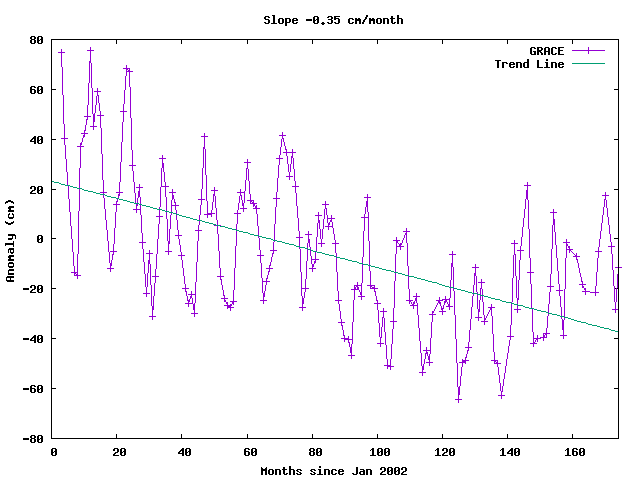 Slope -0.35 cm/month
GRACE
Trend Line
80
60
40
20
0
-20
-40
-60
-80
Anomaly (cm)
0 20 40 60 80 100 120 140 160
Months since Jan 2002